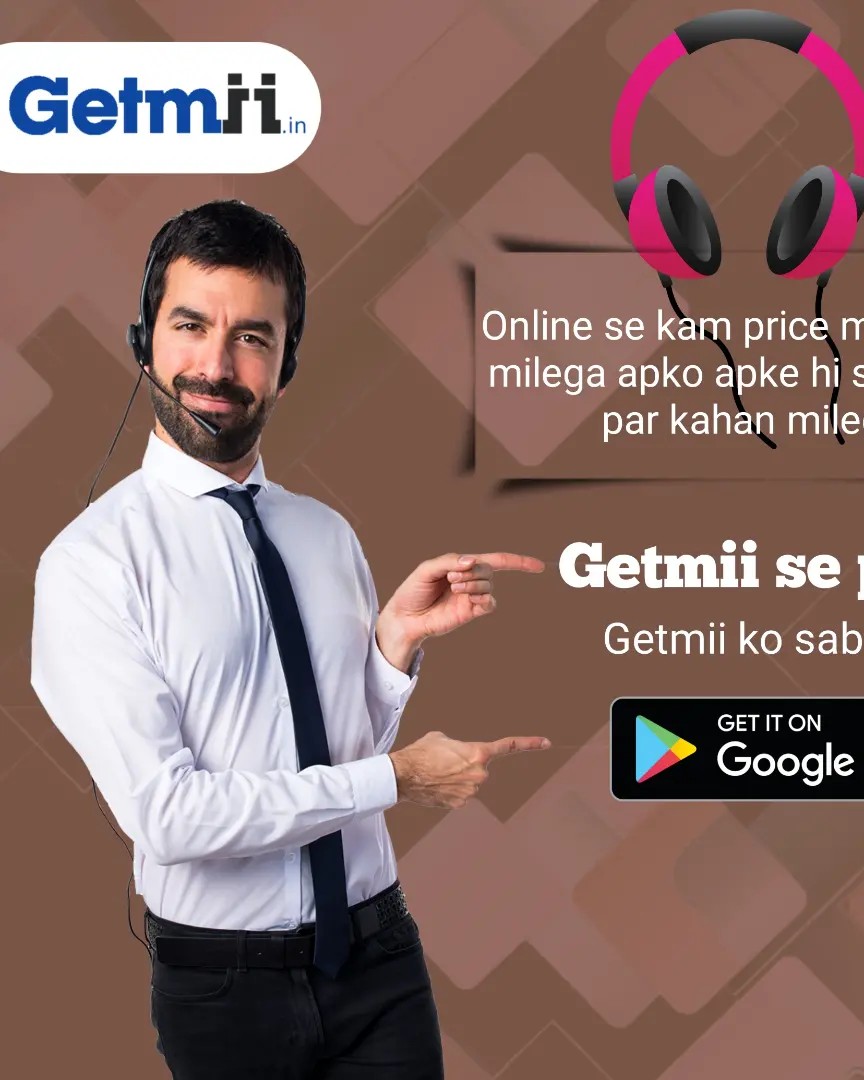 Getmii.in
Online se kam price m
milega apko apke hi s
par kahan mile
Getmii se
Getmii ko sab
GET IT ON
Google